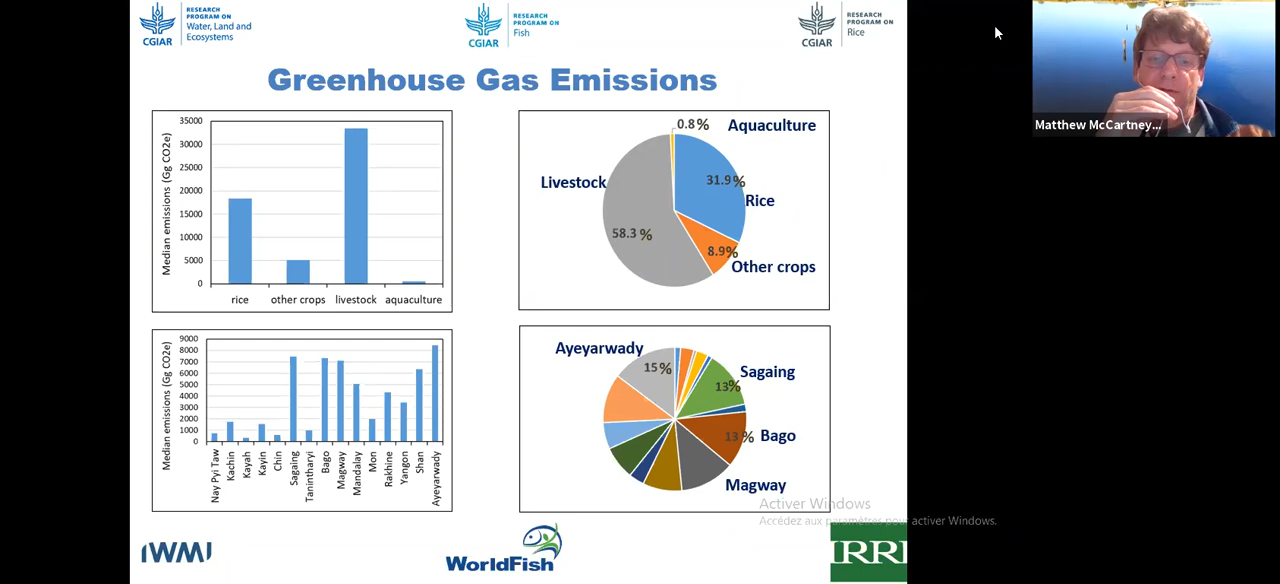 RESEARCH
PROGRAM ON
Water, Land and
Ecosystems
CGIAR
RESEARCH
PROGRAM ON
Fish
CGIAR
RESEARCH
PROGRAM ON
Rice
CGIAR
Matthew McCartney...
Greenhouse Gas Emissions
Median emissions (Gg CO2e)
35000
30000
25000
20000
15000
10000
5000
0
rice other crops livestock aquaculture
0.8%
Aquaculture
Livestock
31.9%
Rice
58.3 %
8.9%
Other crops
Median emissions (Gg CO2e)
9000
8000
7000
6000
5000
4000
3000
2000
1000
0
Nay Pyi Taw
Kachin
Kayah
Kayin
Chin
Sagaing
Tanintharyi
Bago
Magway
Mandalay
Mon
Rakhine
Yangon
Shan
Ayeyarwady
Ayeyarwady
15%
Sagaing
13%
13 %
Bago
Magway
Activer Windows
Accédez aux paramètres pour activer Windows.
IWMI
WorldFish
IRRI